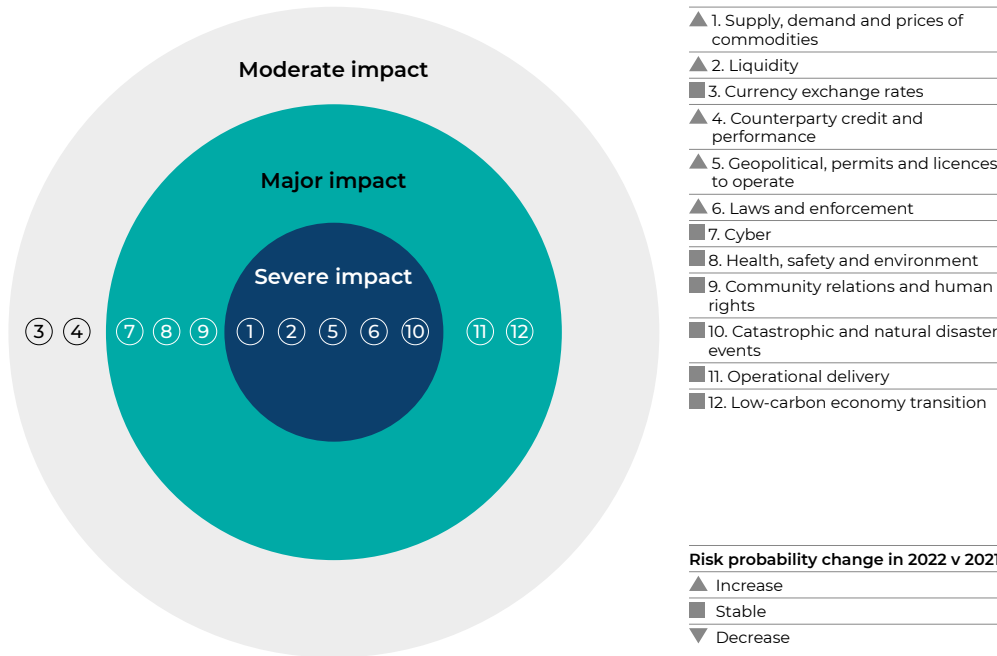 Moderate impact
Major impact
Severe impact
3 4 7 8 9 1 2 5 6 10 11 12
1. Supply, demand and prices of
commodities
2. Liquidity
3. Currency exchange rates
4. Counterparty credit and
performance
5. Geopolitical, permits and licences
to operate
6. Laws and enforcement
7. Cyber
8. Health, safety and environment
9. Community relations and human
rights
10. Catastrophic and natural disaster
events
11. Operational delivery
12. Low-carbon economy transition
Risk probability change in 2022 v 2021
Increase
Stable
Decrease